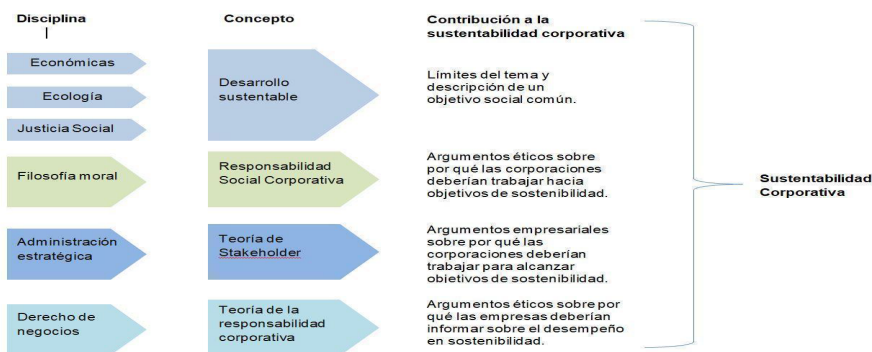 Disciplina
Concepto
Contribución a la
sustentabilidad corporativa
Económicas
Ecología
Justicia Social
Desarrollo
sustentable
Límites del tema y
descripción de un
objetivo social común.
Filosofía moral
Responsabilidad
Social Corporativa
Argumentos éticos sobre
por qué las corporaciones
deberían trabajar hacia
objetivos de sostenibilidad.
Administración
estratégica
Teoría de
Stakeholder
Argumentos empresariales
sobre por qué las
corporaciones deberían
trabajar para alcanzar
objetivos de sostenibilidad.
Derecho de
negocios
Teoría de la
responsabilidad
corporativa
Argumentos éticos sobre por
qué las empresas deberían
informar sobre el desempeño
en sostenibilidad.
Sustentabilidad
Corporativa